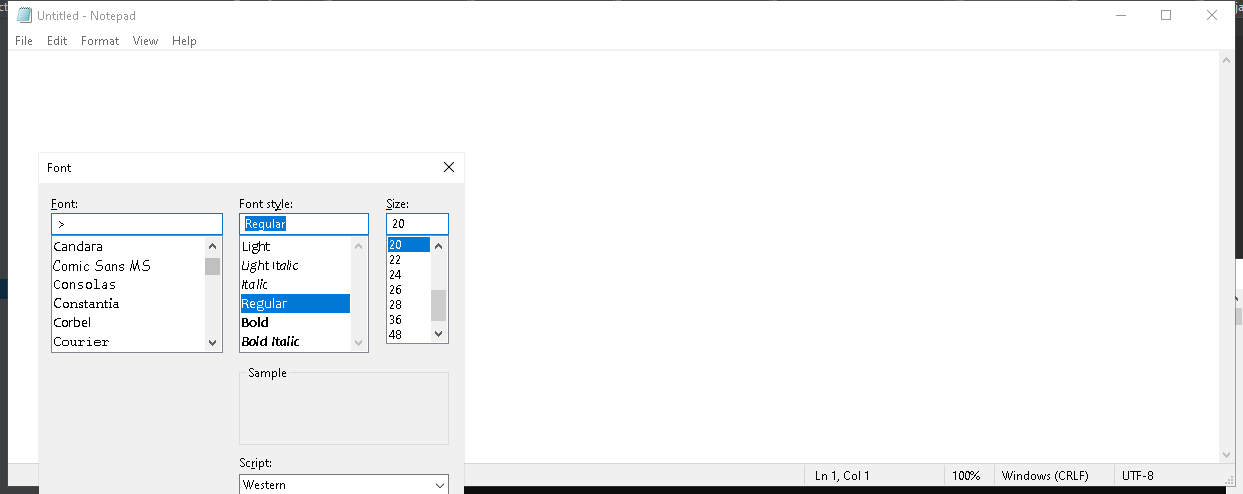 Untitled - Notepad
File Edit Format View Help
Font
Font: Font style: Size:
> Regular 20
Candara Light 20
Comic Sans MS Light Italic 22
Consolas Italic 24
Constantia Regular 26
Corbel Bold 28
Courier Bold Italic 36
48
Sample
Script:
Western
Ln 1, Col 1 100% Windows (CRLF) UTF-8